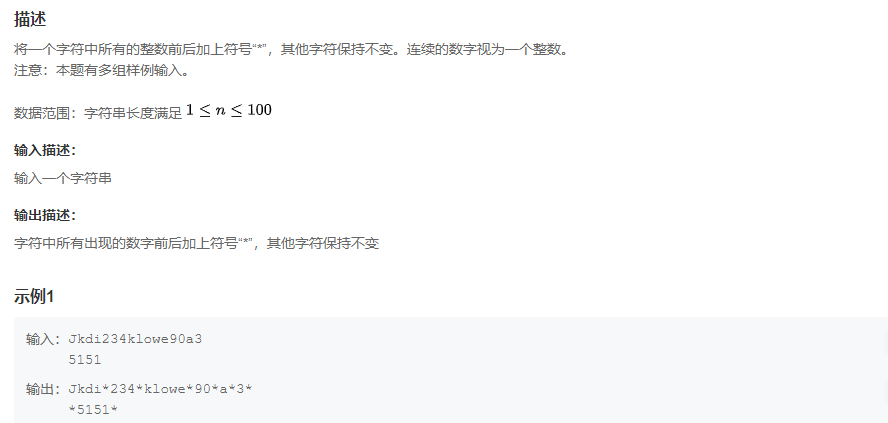 描述
将一个字符中所有的整数前后加上符号“*”，其他字符保持不变。连续的数字视为一个整数。
注意：本题有多组样例输入。
数据范围：字符串长度满足 1 ≤ n ≤ 100
输入描述：
输入一个字符串
输出描述：
字符中所有出现的数字前后加上符号“*”，其他字符保持不变
示例1
输入：Jkdi234klowe90a3
5151
输出：Jkdi*234*klowe*90*a*3*
*5151*